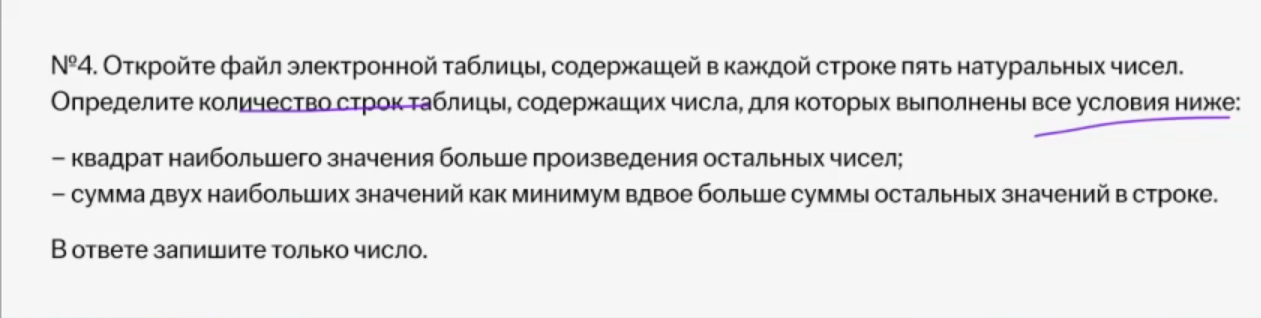 №4. Откройте файл электронной таблицы, содержащей в каждой строке пять натуральных чисел.
Определите количество строк таблицы, содержащих числа, для которых выполнены все условия ниже:
– квадрат наибольшего значения больше произведения остальных чисел;
– сумма двух наибольших значений как минимум вдвое больше суммы остальных значений в строке.
В ответе запишите только число.